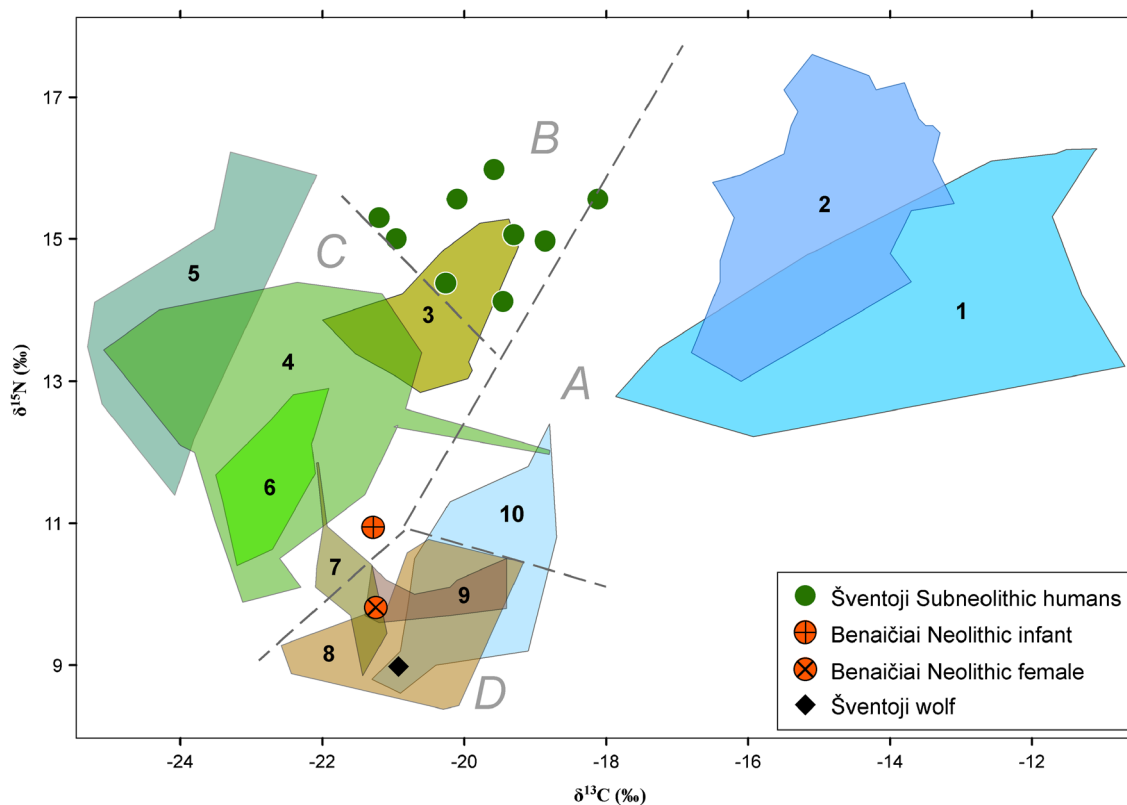 17
15
13
11
9
δ15N (‰)
-24
-22
-20
-18
-16
-14
-12
δ13C (‰)
B
2
5
C
3
1
4
A
6
10
7
9
8
D
Šventoji Subneolithic humans
Benaičiai Neolithic infant
Benaičiai Neolithic female
Šventoji wolf